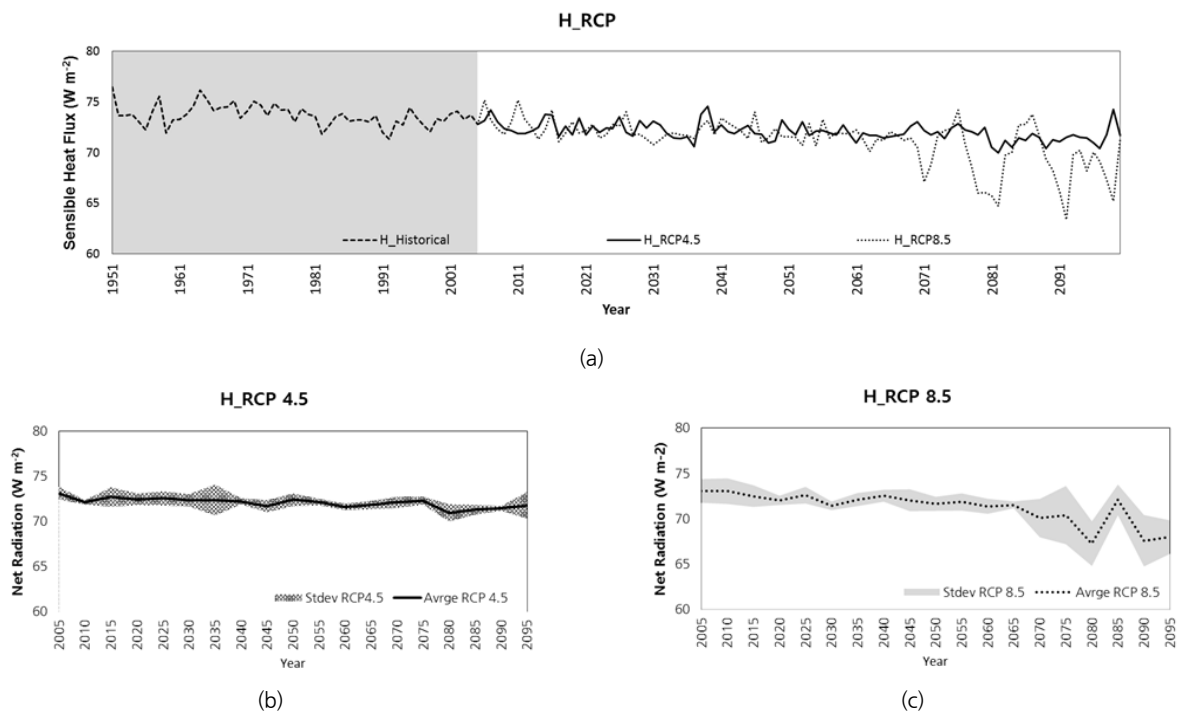 H_RCP
Sensible Heat Flux (W m⁻²)
80
75
70
65
60
H_Historical H_RCP4.5 H_RCP8.5
1951 1961 1971 1981 1991 2001 2011 2021 2031 2041 2051 2061 2071 2081 2091
Year
(a)
H_RCP 4.5
Net Radiation (W m⁻²)
80
75
70
65
60
Stdev RCP4.5 Avrge RCP 4.5
2005 2010 2015 2020 2025 2030 2035 2040 2045 2050 2055 2060 2065 2070 2075 2080 2085 2090 2095
Year
(b)
H_RCP 8.5
Net Radiation (W m-2)
80
75
70
65
60
Stdev RCP 8.5 Avrge RCP 8.5
2005 2010 2015 2020 2025 2030 2035 2040 2045 2050 2055 2060 2065 2070 2075 2080 2085 2090 2095
Year
(c)